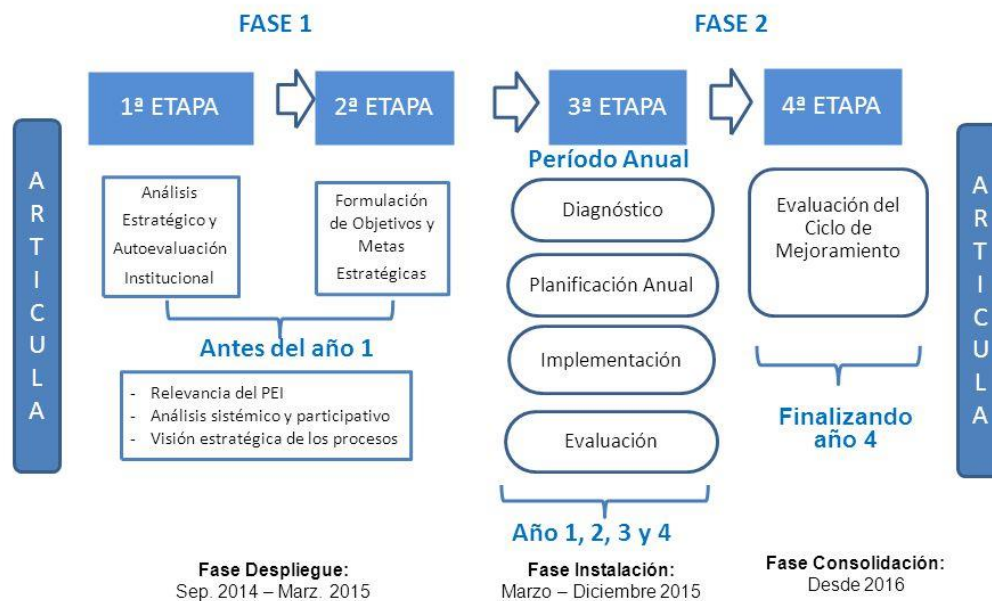 FASE 1
FASE 2
1ª ETAPA
2ª ETAPA
3ª ETAPA
4ª ETAPA
ARTICULA
Análisis
Estratégico y
Autoevaluación
Institucional
Formulación
de Objetivos y
Metas
Estratégicas
Antes del año 1
- Relevancia del PEI
- Análisis sistémico y participativo
- Visión estratégica de los procesos
Período Anual
Diagnóstico
Planificación Anual
Implementación
Evaluación
Año 1, 2, 3 y 4
Evaluación del
Ciclo de
Mejoramiento
Finalizando
año 4
ARTICULA
Fase Despliegue:
Sep. 2014 – Marz. 2015
Fase Instalación:
Marzo – Diciembre 2015
Fase Consolidación:
Desde 2016